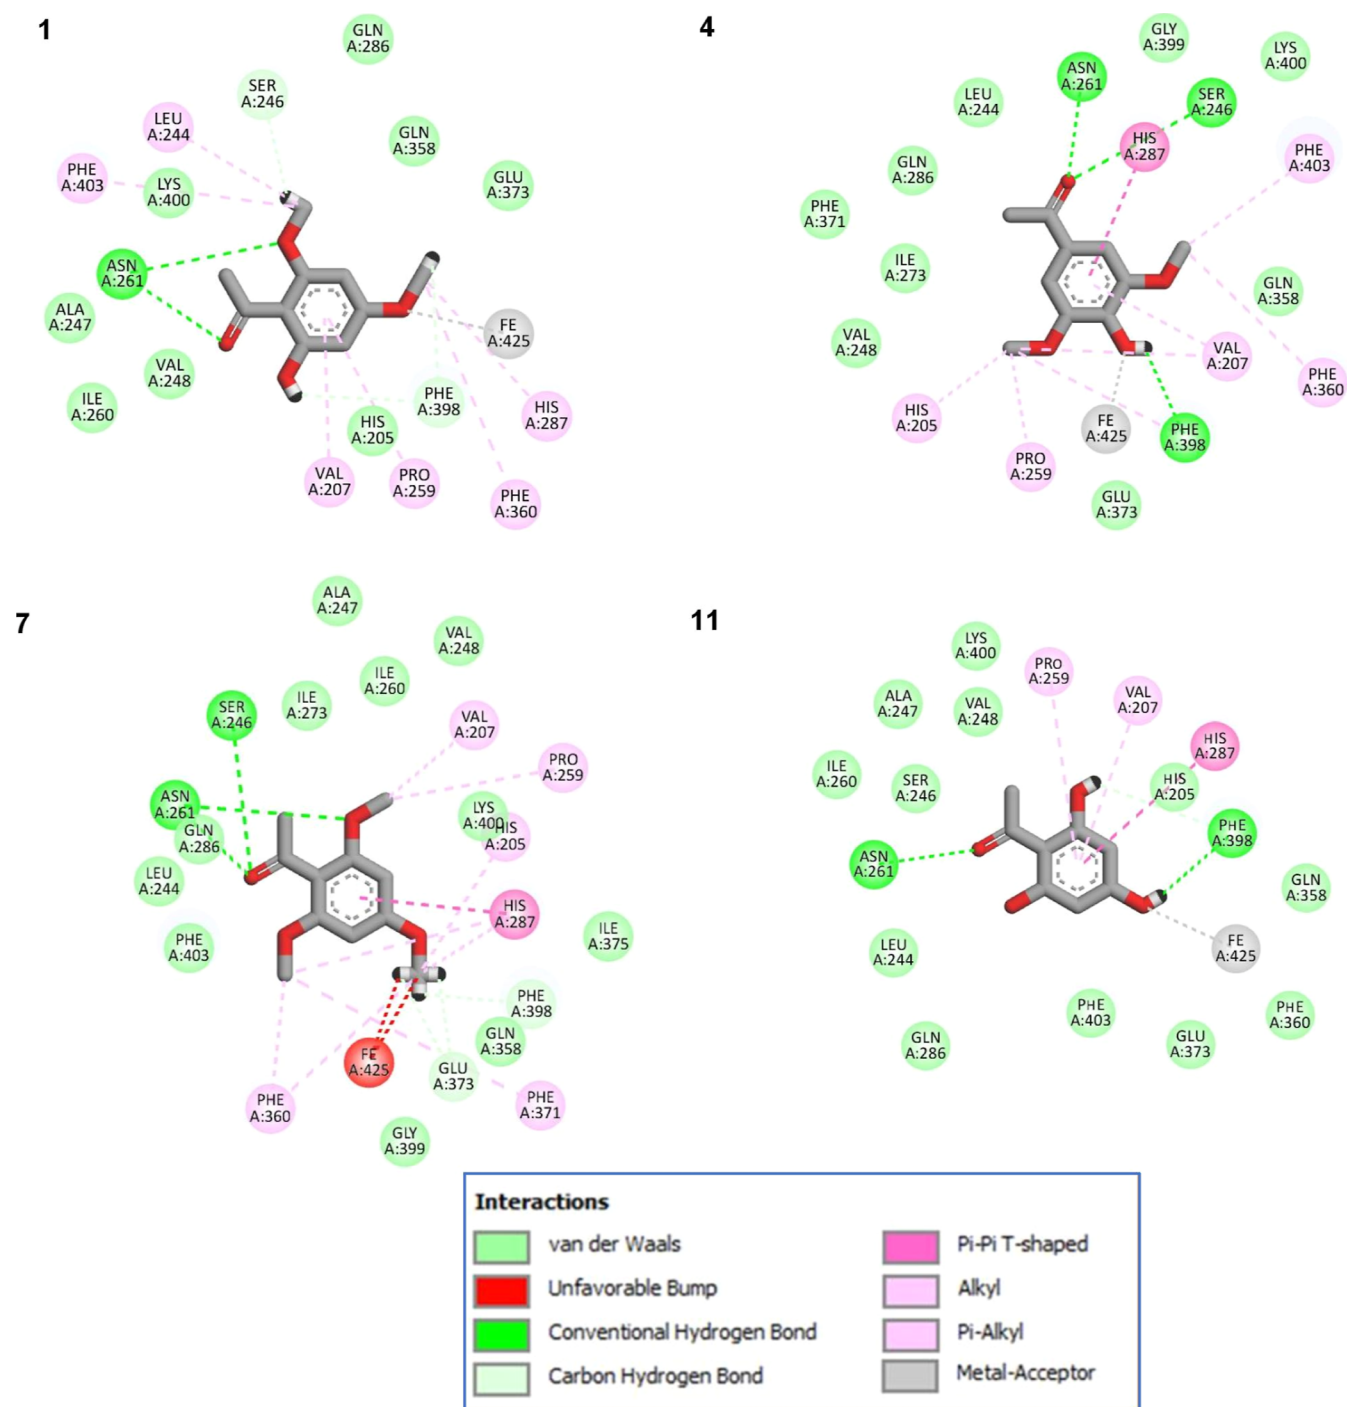 1
GLN
A:286
SER
A:246
LEU
A:244
GLN
A:358
PHE
A:403
LYS
A:400
GLU
A:373
ASN
A:261
ALA
A:247
FE
A:425
VAL
A:248
ILE
A:260
HIS
A:205
PHE
A:398
HIS
A:287
VAL
A:207
PRO
A:259
PHE
A:360
4
GLY
A:399
LYS
A:400
ASN
A:261
LEU
A:244
SER
A:246
HIS
A:287
PHE
A:403
GLN
A:286
PHE
A:371
ILE
A:273
GLN
A:358
VAL
A:248
VAL
A:207
PHE
A:360
HIS
A:205
FE
A:425
PHE
A:398
PRO
A:259
GLU
A:373
7
ALA
A:247
VAL
A:248
ILE
A:260
ILE
A:273
SER
A:246
VAL
A:207
PRO
A:259
ASN
A:261
GLN
A:286
LYS
A:400
HIS
A:205
LEU
A:244
HIS
A:287
PHE
A:403
ILE
A:375
PHE
A:398
GLN
A:358
FE
A:425
GLU
A:373
PHE
A:360
PHE
A:371
GLY
A:399
11
LYS
A:400
PRO
A:259
ALA
A:247
VAL
A:248
VAL
A:207
HIS
A:287
ILE
A:260
SER
A:246
HIS
A:205
PHE
A:398
ASN
A:261
GLN
A:358
LEU
A:244
FE
A:425
PHE
A:403
PHE
A:360
GLN
A:286
GLU
A:373
Interactions
van der Waals
Unfavorable Bump
Conventional Hydrogen Bond
Carbon Hydrogen Bond
Pi-Pi T-shaped
Alkyl
Pi-Alkyl
Metal-Acceptor